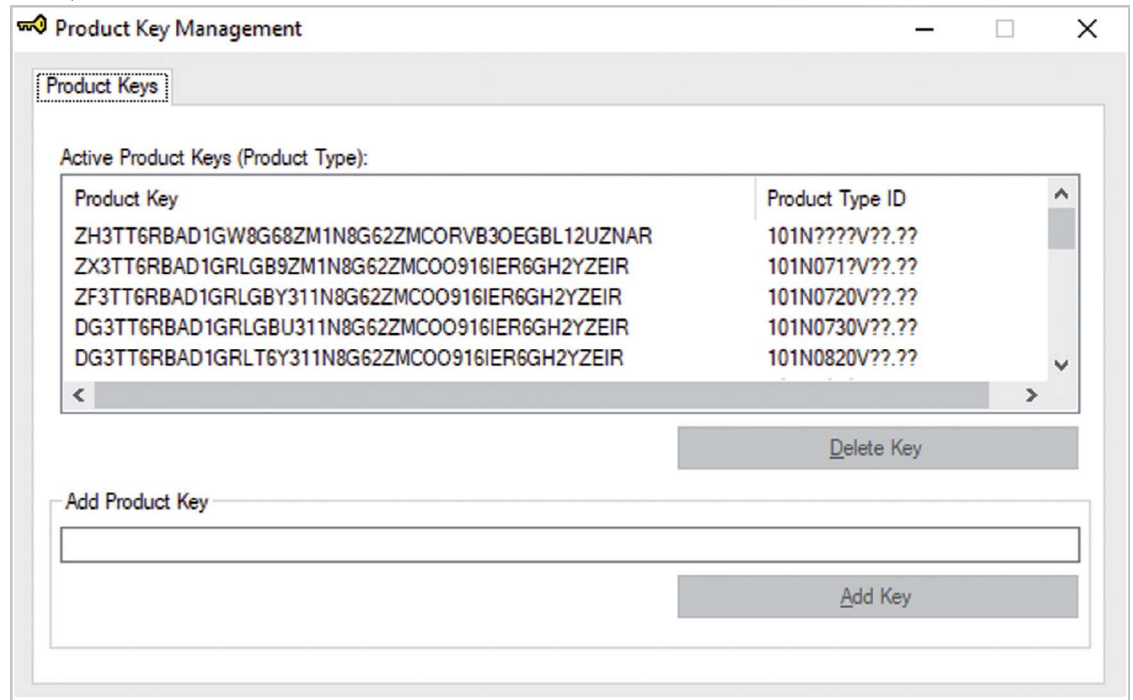 Product Key Management
Product Keys
Active Product Keys (Product Type):
Product Key Product Type ID
ZH3TT6RBAD1GW8G68ZM1N8G62ZMCORVB3OEGBL12UZNAR 101N????V??.??
ZX3TT6RBAD1GRLGB9ZM1N8G62ZMCOO916IER6GH2YZEIR 101N071?V??.??
ZF3TT6RBAD1GRLGBY311N8G62ZMCOO916IER6GH2YZEIR 101N0720V??.??
DG3TT6RBAD1GRLGBU311N8G62ZMCOO916IER6GH2YZEIR 101N0730V??.??
DG3TT6RBAD1GRLT6Y311N8G62ZMCOO916IER6GH2YZEIR 101N0820V??.??
Delete Key
Add Product Key
Add Key